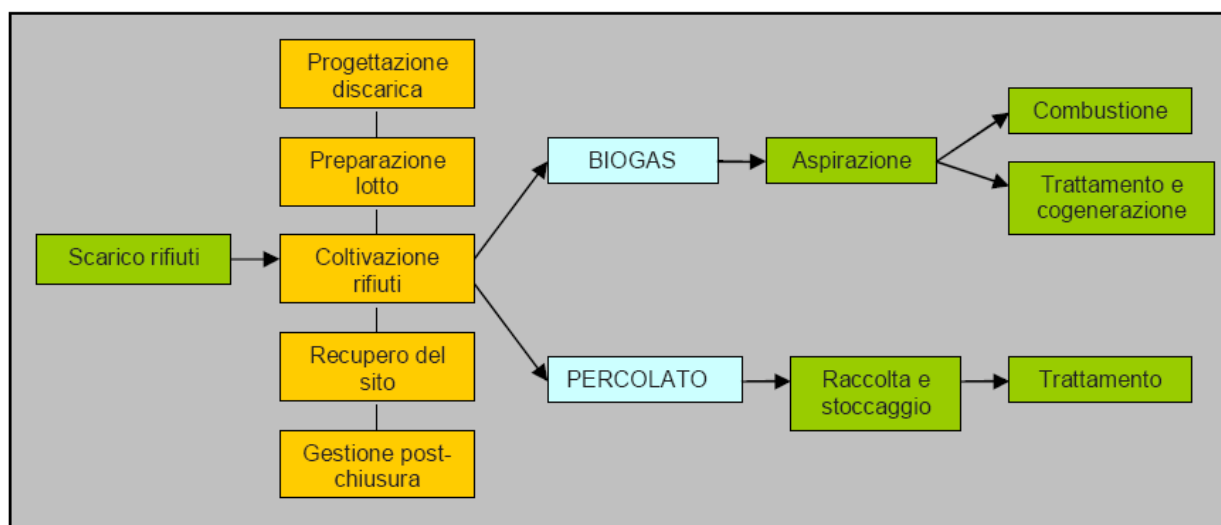 Progettazione
discarica
Preparazione
lotto
Scarico rifiuti
Coltivazione
rifiuti
Recupero del
sito
Gestione post-
chiusura
BIOGAS
Aspirazione
Combustione
Trattamento e
cogenerazione
PERCOLATO
Raccolta e
stoccaggio
Trattamento